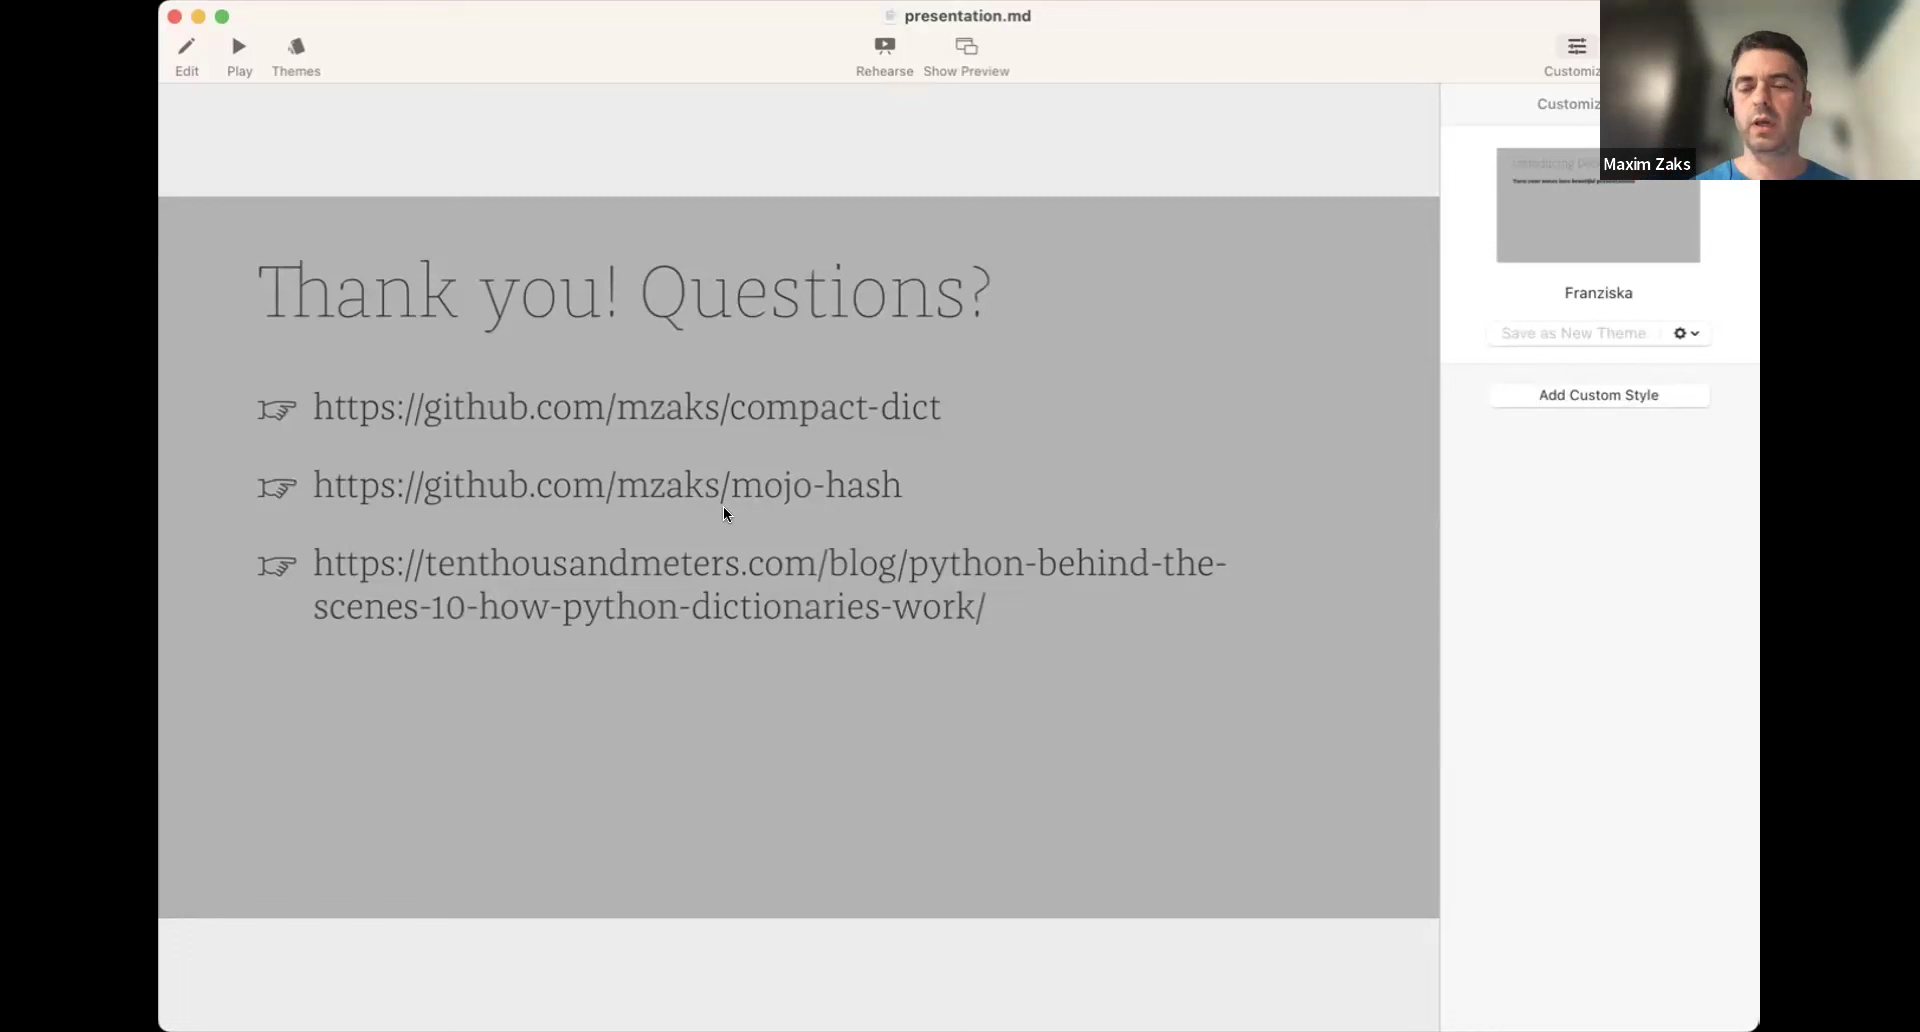 presentation.md
Edit
Play
Themes
Rehearse
Show Preview
Customiz
Customiz
Maxim Zaks
Franziska
Save as New Theme
Add Custom Style
Thank you! Questions?
https://github.com/mzaks/compact-dict
https://github.com/mzaks/mojo-hash
https://tenthousandmeters.com/blog/python-behind-the-
scenes-10-how-python-dictionaries-work/